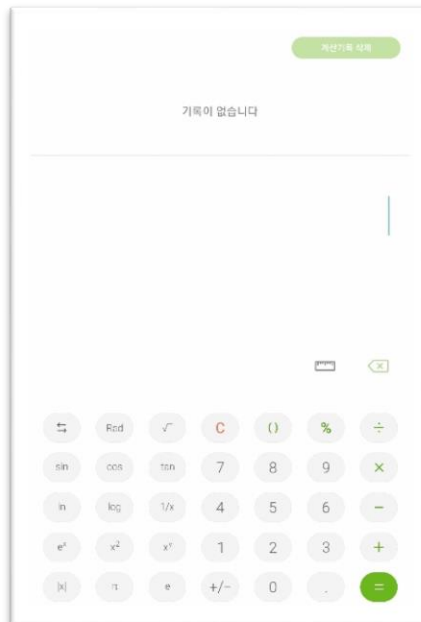 계산기록 삭제
기록이 없습니다
⇆ Rad √ C () % ÷
sin cos tan 7 8 9 ×
ln log 1/x 4 5 6 −
eˣ x² xʸ 1 2 3 +
|x| π e +/− 0 . =